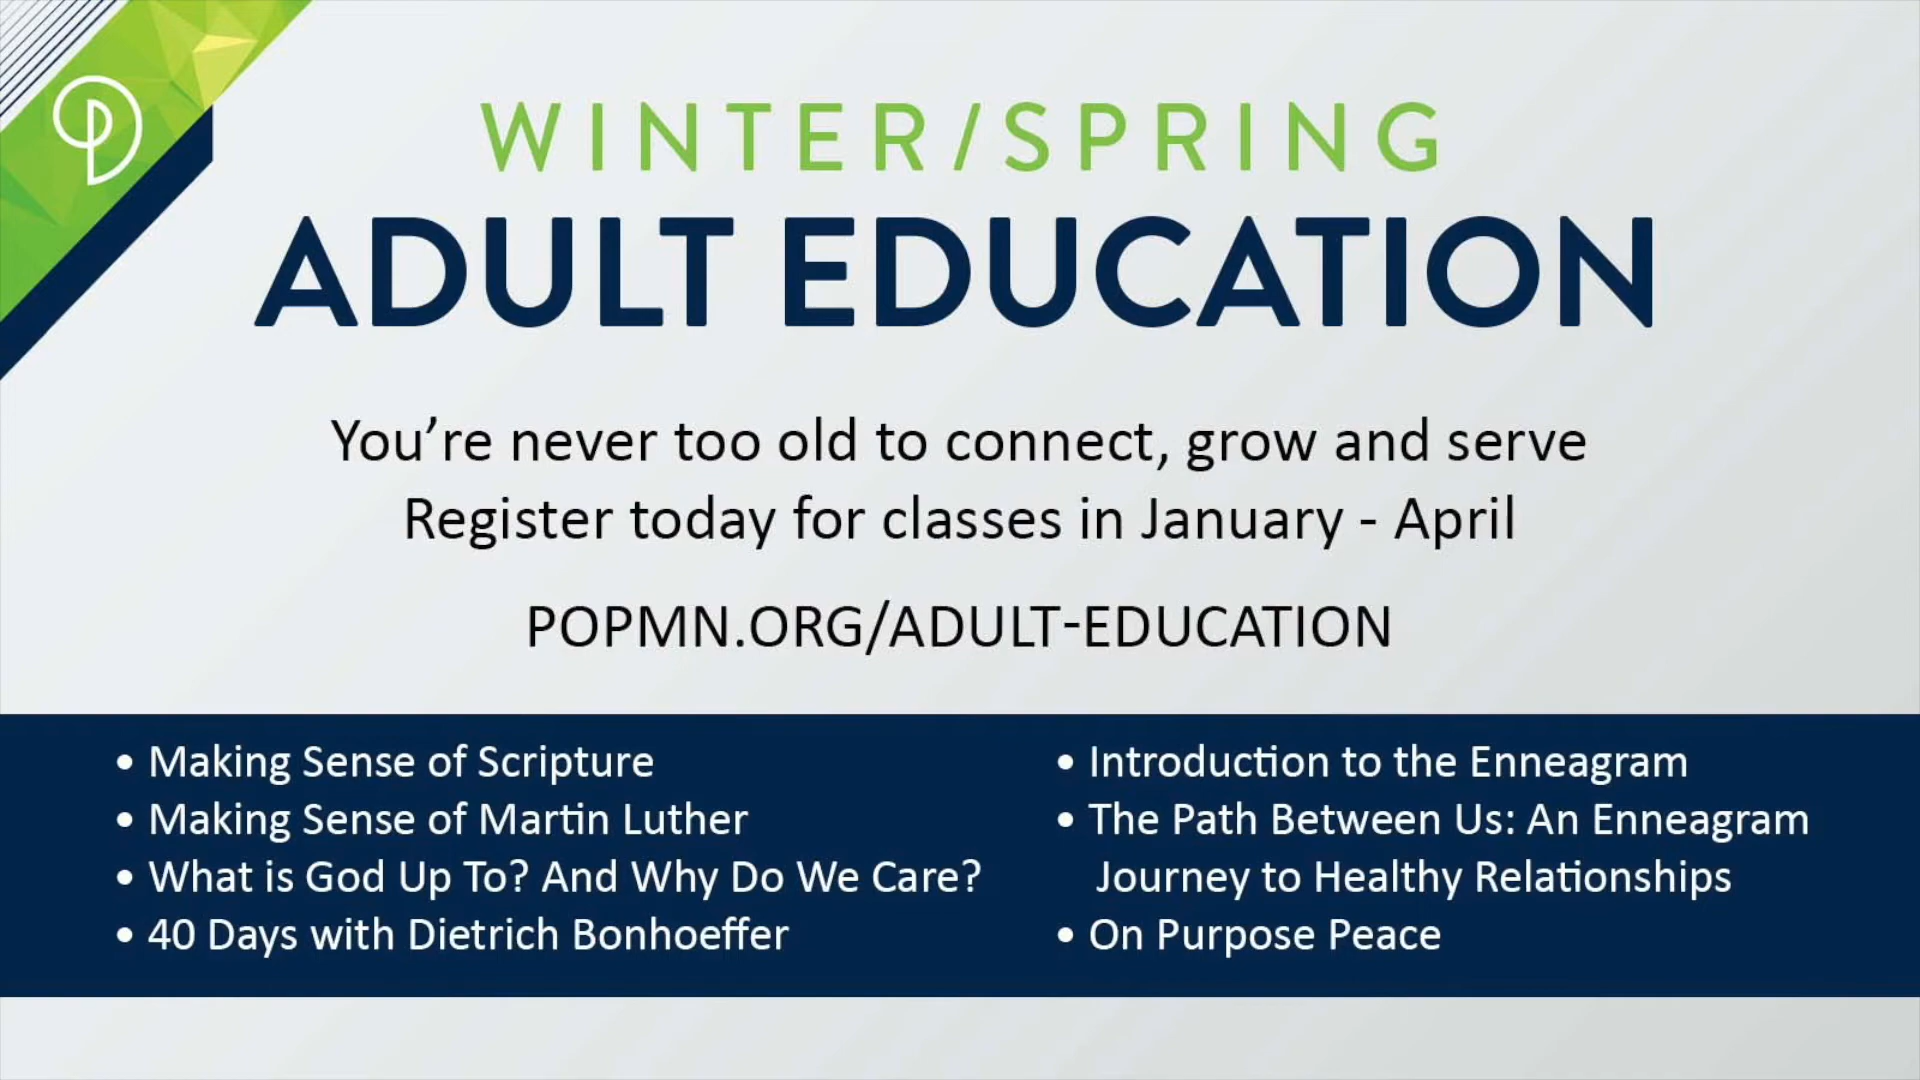 WINTER/SPRING
ADULT EDUCATION
You’re never too old to connect, grow and serve
Register today for classes in January - April
POPMN.ORG/ADULT-EDUCATION
• Making Sense of Scripture
• Making Sense of Martin Luther
• What is God Up To? And Why Do We Care?
• 40 Days with Dietrich Bonhoeffer
• Introduction to the Enneagram
• The Path Between Us: An Enneagram
Journey to Healthy Relationships
• On Purpose Peace